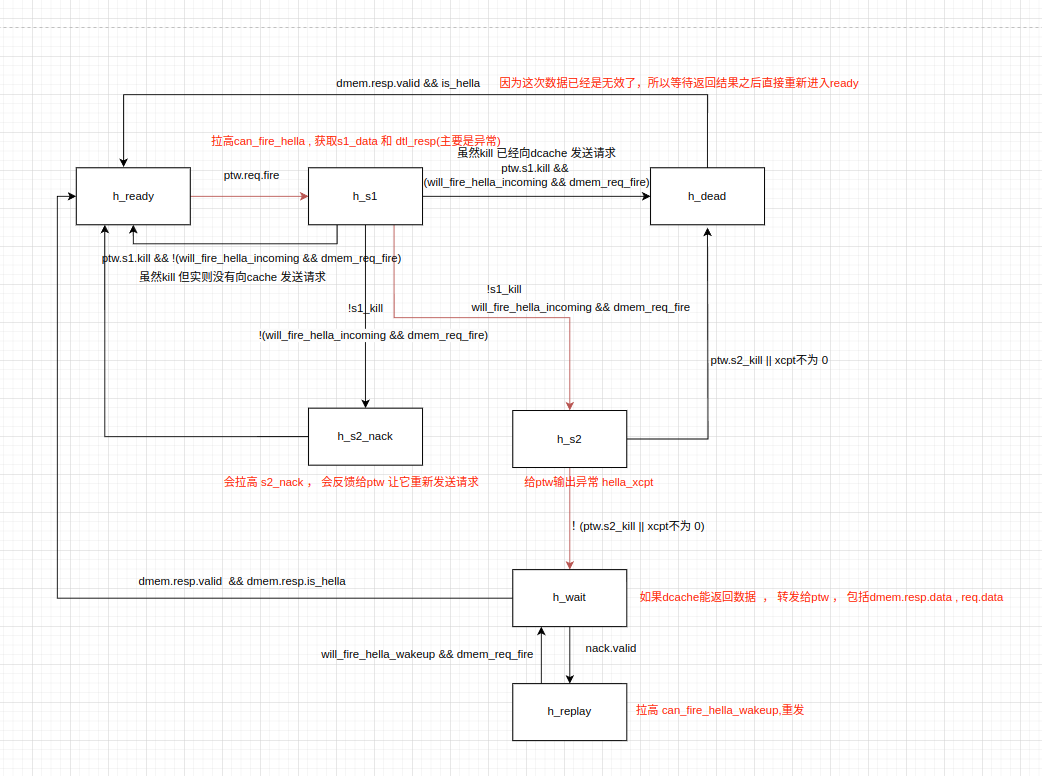 dmem.resp.valid && is_hella
因为这次数据已经是无效了，所以等待返回结果之后直接重新进入ready
拉高can_fire_hella , 获取s1_data 和 dtl_resp(主要是异常)
虽然kill 已经向dcache 发送请求
ptw.s1.kill &&
(will_fire_hella_incoming && dmem_req_fire)
ptw.req.fire
h_ready
h_s1
h_dead
ptw.s1.kill && !(will_fire_hella_incoming && dmem_req_fire)
虽然kill 但实则没有向cache 发送请求
!s1_kill
will_fire_hella_incoming && dmem_req_fire
!s1_kill
!(will_fire_hella_incoming && dmem_req_fire)
ptw.s2_kill || xcpt不为 0
h_s2_nack
h_s2
会拉高 s2_nack ， 会反馈给ptw 让它重新发送请求
给ptw输出异常 hella_xcpt
！(ptw.s2_kill || xcpt不为 0)
dmem.resp.valid && dmem.resp.is_hella
h_wait
如果dcache能返回数据 ， 转发给ptw ， 包括dmem.resp.data , req.data
will_fire_hella_wakeup && dmem_req_fire
nack.valid
h_replay
拉高 can_fire_hella_wakeup,重发